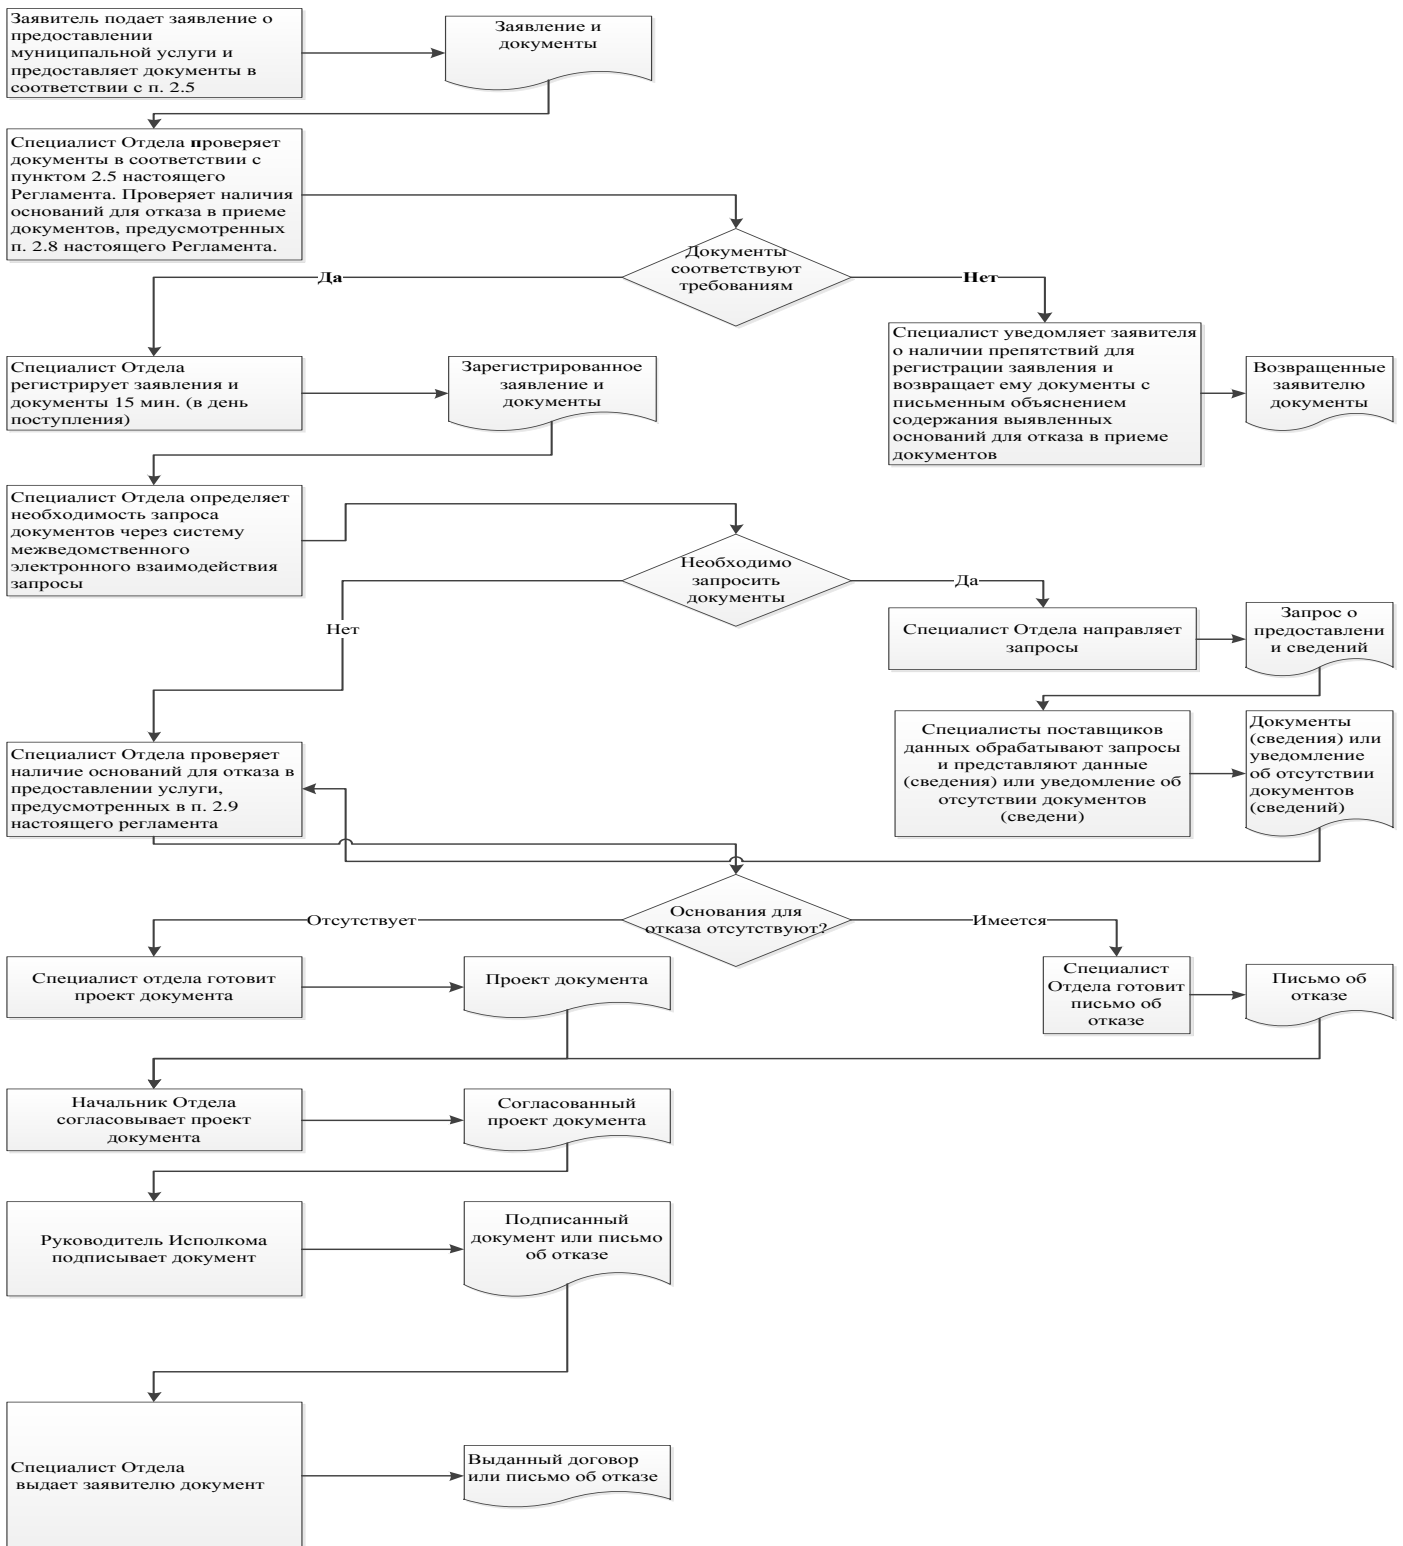 Заявитель подает заявление о
предоставлении
муниципальной услуги и
предоставляет документы в
соответствии с п. 2.5
Заявление и
документы
Специалист Отдела проверяет
документы в соответствии с
пунктом 2.5 настоящего
Регламента. Проверяет наличия
оснований для отказа в приеме
документов, предусмотренных
п. 2.8 настоящего Регламента.
Документы
соответствуют
требованиям
Да
Нет
Специалист Отдела
регистрирует заявления и
документы 15 мин. (в день
поступления)
Зарегистрированное
заявление и
документы
Специалист уведомляет заявителя
о наличии препятствий для
регистрации заявления и
возвращает ему документы с
письменным объяснением
содержания выявленных
оснований для отказа в приеме
документов
Возвращенные
заявителю
документы
Специалист Отдела определяет
необходимость запроса
документов через систему
межведомственного
электронного взаимодействия
запросы
Необходимо
запросить
документы
Да
Нет
Специалист Отдела направляет
запросы
Запрос о
предоставлени
и сведений
Специалисты поставщиков
данных обрабатывают запросы
и представляют данные
(сведения) или уведомление об
отсутствии документов
(сведени)
Документы
(сведения) или
уведомление
об отсутствии
документов
(сведений)
Специалист Отдела проверяет
наличие оснований для отказа в
предоставлении услуги,
предусмотренных в п. 2.9
настоящего регламента
Основания для
отказа отсутствуют?
Отсутствует
Имеется
Специалист отдела готовит
проект документа
Проект документа
Специалист
Отдела готовит
письмо об
отказе
Письмо об
отказе
Начальник Отдела
согласовывает проект
документа
Согласованный
проект документа
Руководитель Исполкома
подписывает документ
Подписанный
документ или письмо
об отказе
Специалист Отдела
выдает заявителю документ
Выданный договор
или письмо об отказе